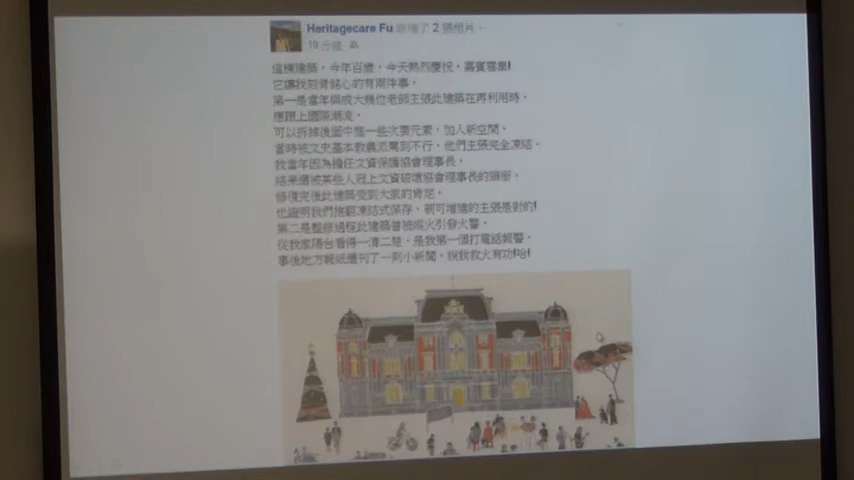 Heritagecare Fu 新增了 2 張相片。
19 分鐘
這棟建築，今年百歲，今天熱烈慶祝，嘉賓雲集!
它讓我刻骨銘心的有兩件事，
第一是當年與成大幾位老師主張此建築在再利用時，
應跟上國際潮流，
可以拆掉後面中庭一些次要元素，加入新空間。
當時被文史基本教義派罵到不行，他們主張完全凍結。
我當年因為擔任文資保護協會理事長，
結果還被某些人冠上文資破壞協會理事長的頭銜。
修復完後此建築受到大家的肯定，
也證明我們推翻凍結式保存，新可增建的主張是對的!
第二是整修過程此建築曾被縱火引發火警。
從我家陽台看得一清二楚，是我第一個打電話報警。
事後地方報紙還刊了一則小新聞，說我救火有功!哈!